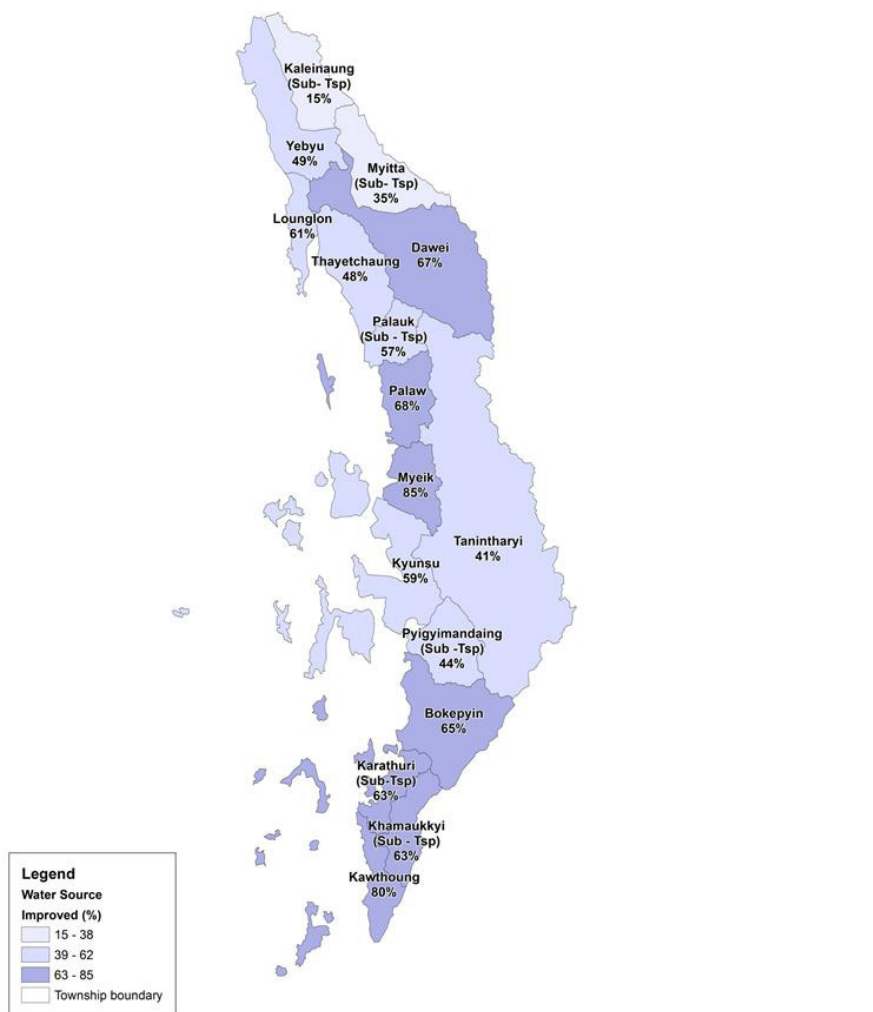 Kaleinaung
(Sub- Tsp)
15%
Yebyu
49%
Myitta
(Sub- Tsp)
35%
Lounglon
61%
Dawei
67%
Thayetchaung
48%
Palauk
(Sub - Tsp)
57%
Palaw
68%
Myeik
85%
Tanintharyi
41%
Kyunsu
59%
Pyigyimandaing
(Sub -Tsp)
44%
Bokepyin
65%
Karathuri
(Sub-Tsp)
63%
Khamaukkyi
(Sub - Tsp)
63%
Kawthoung
80%
Legend
Water Source
Improved (%)
15 - 38
39 - 62
63 - 85
Township boundary